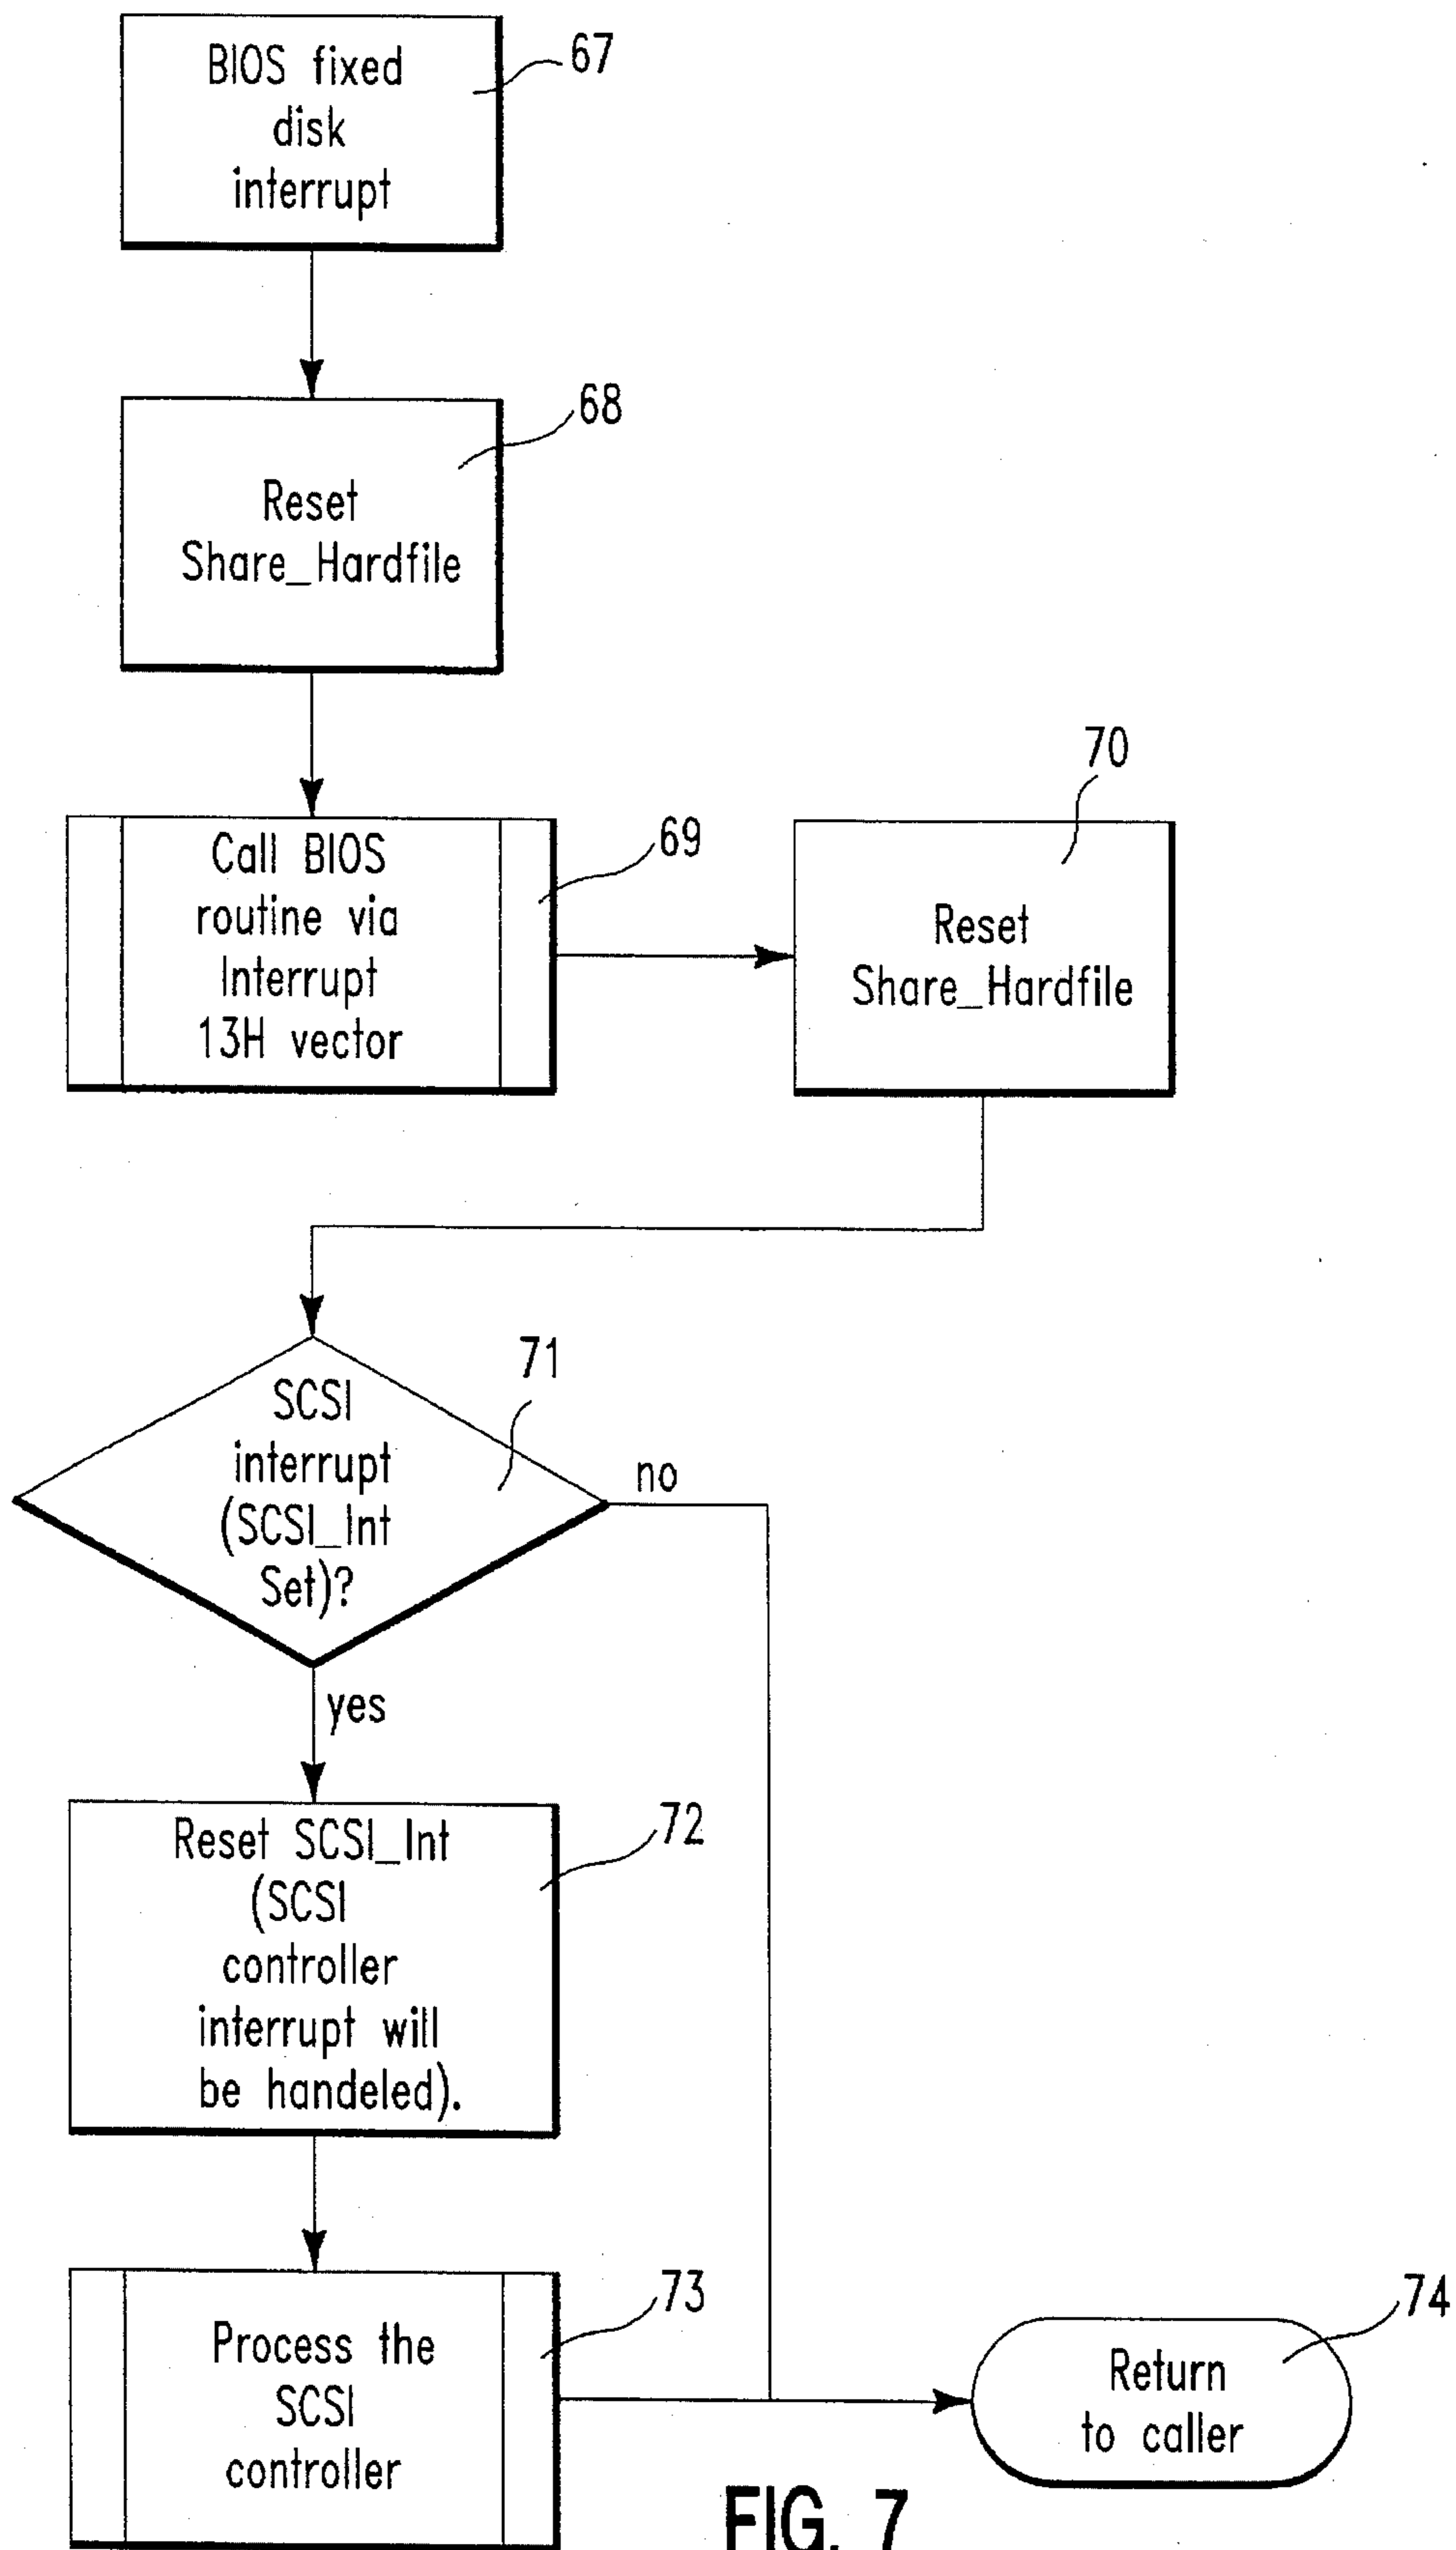 BIOS fixed
disk
interrupt
67
Reset
Share_Hardfile
68
Call BIOS
routine via
Interrupt
13H vector
69
70
Reset
Share_Hardfile
SCSI
interrupt
(SCSI_Int
Set)?
71
no
yes
Reset SCSI_Int
(SCSI
controller
interrupt will
be handeled).
72
Process the
SCSI
controller
73
Return
to caller
74
FIG. 7